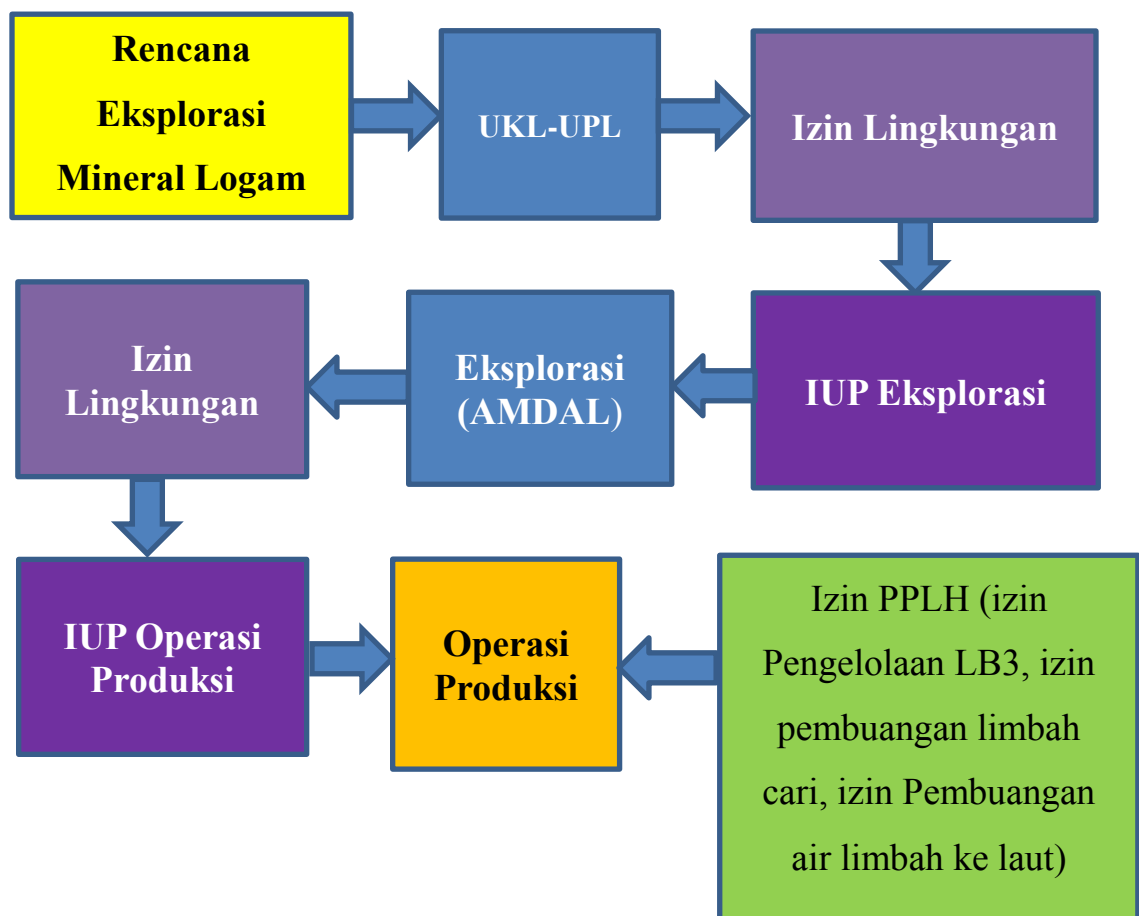 Rencana
Eksplorasi
Mineral Logam
UKL-UPL
Izin Lingkungan
IUP Eksplorasi
Eksplorasi
(AMDAL)
Izin
Lingkungan
IUP Operasi
Produksi
Operasi
Produksi
Izin PPLH (izin
Pengelolaan LB3, izin
pembuangan limbah
cari, izin Pembuangan
air limbah ke laut)